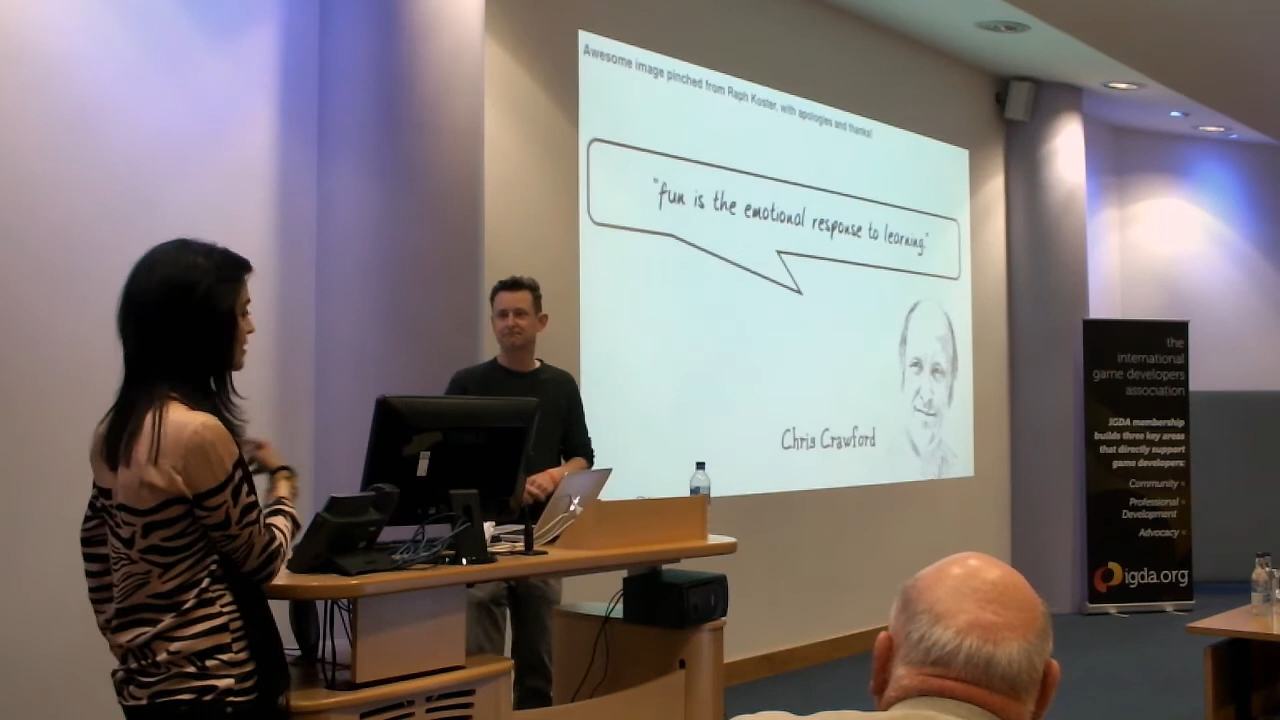 Awesome image pinched from Raph Koster, with apologies and thanks!
"fun is the emotional response to learning."
Chris Crawford
the
international
game developers
association
IGDA membership
builds three key areas
that directly support
game developers:
Community
Professional
Development
Advocacy
igda.org